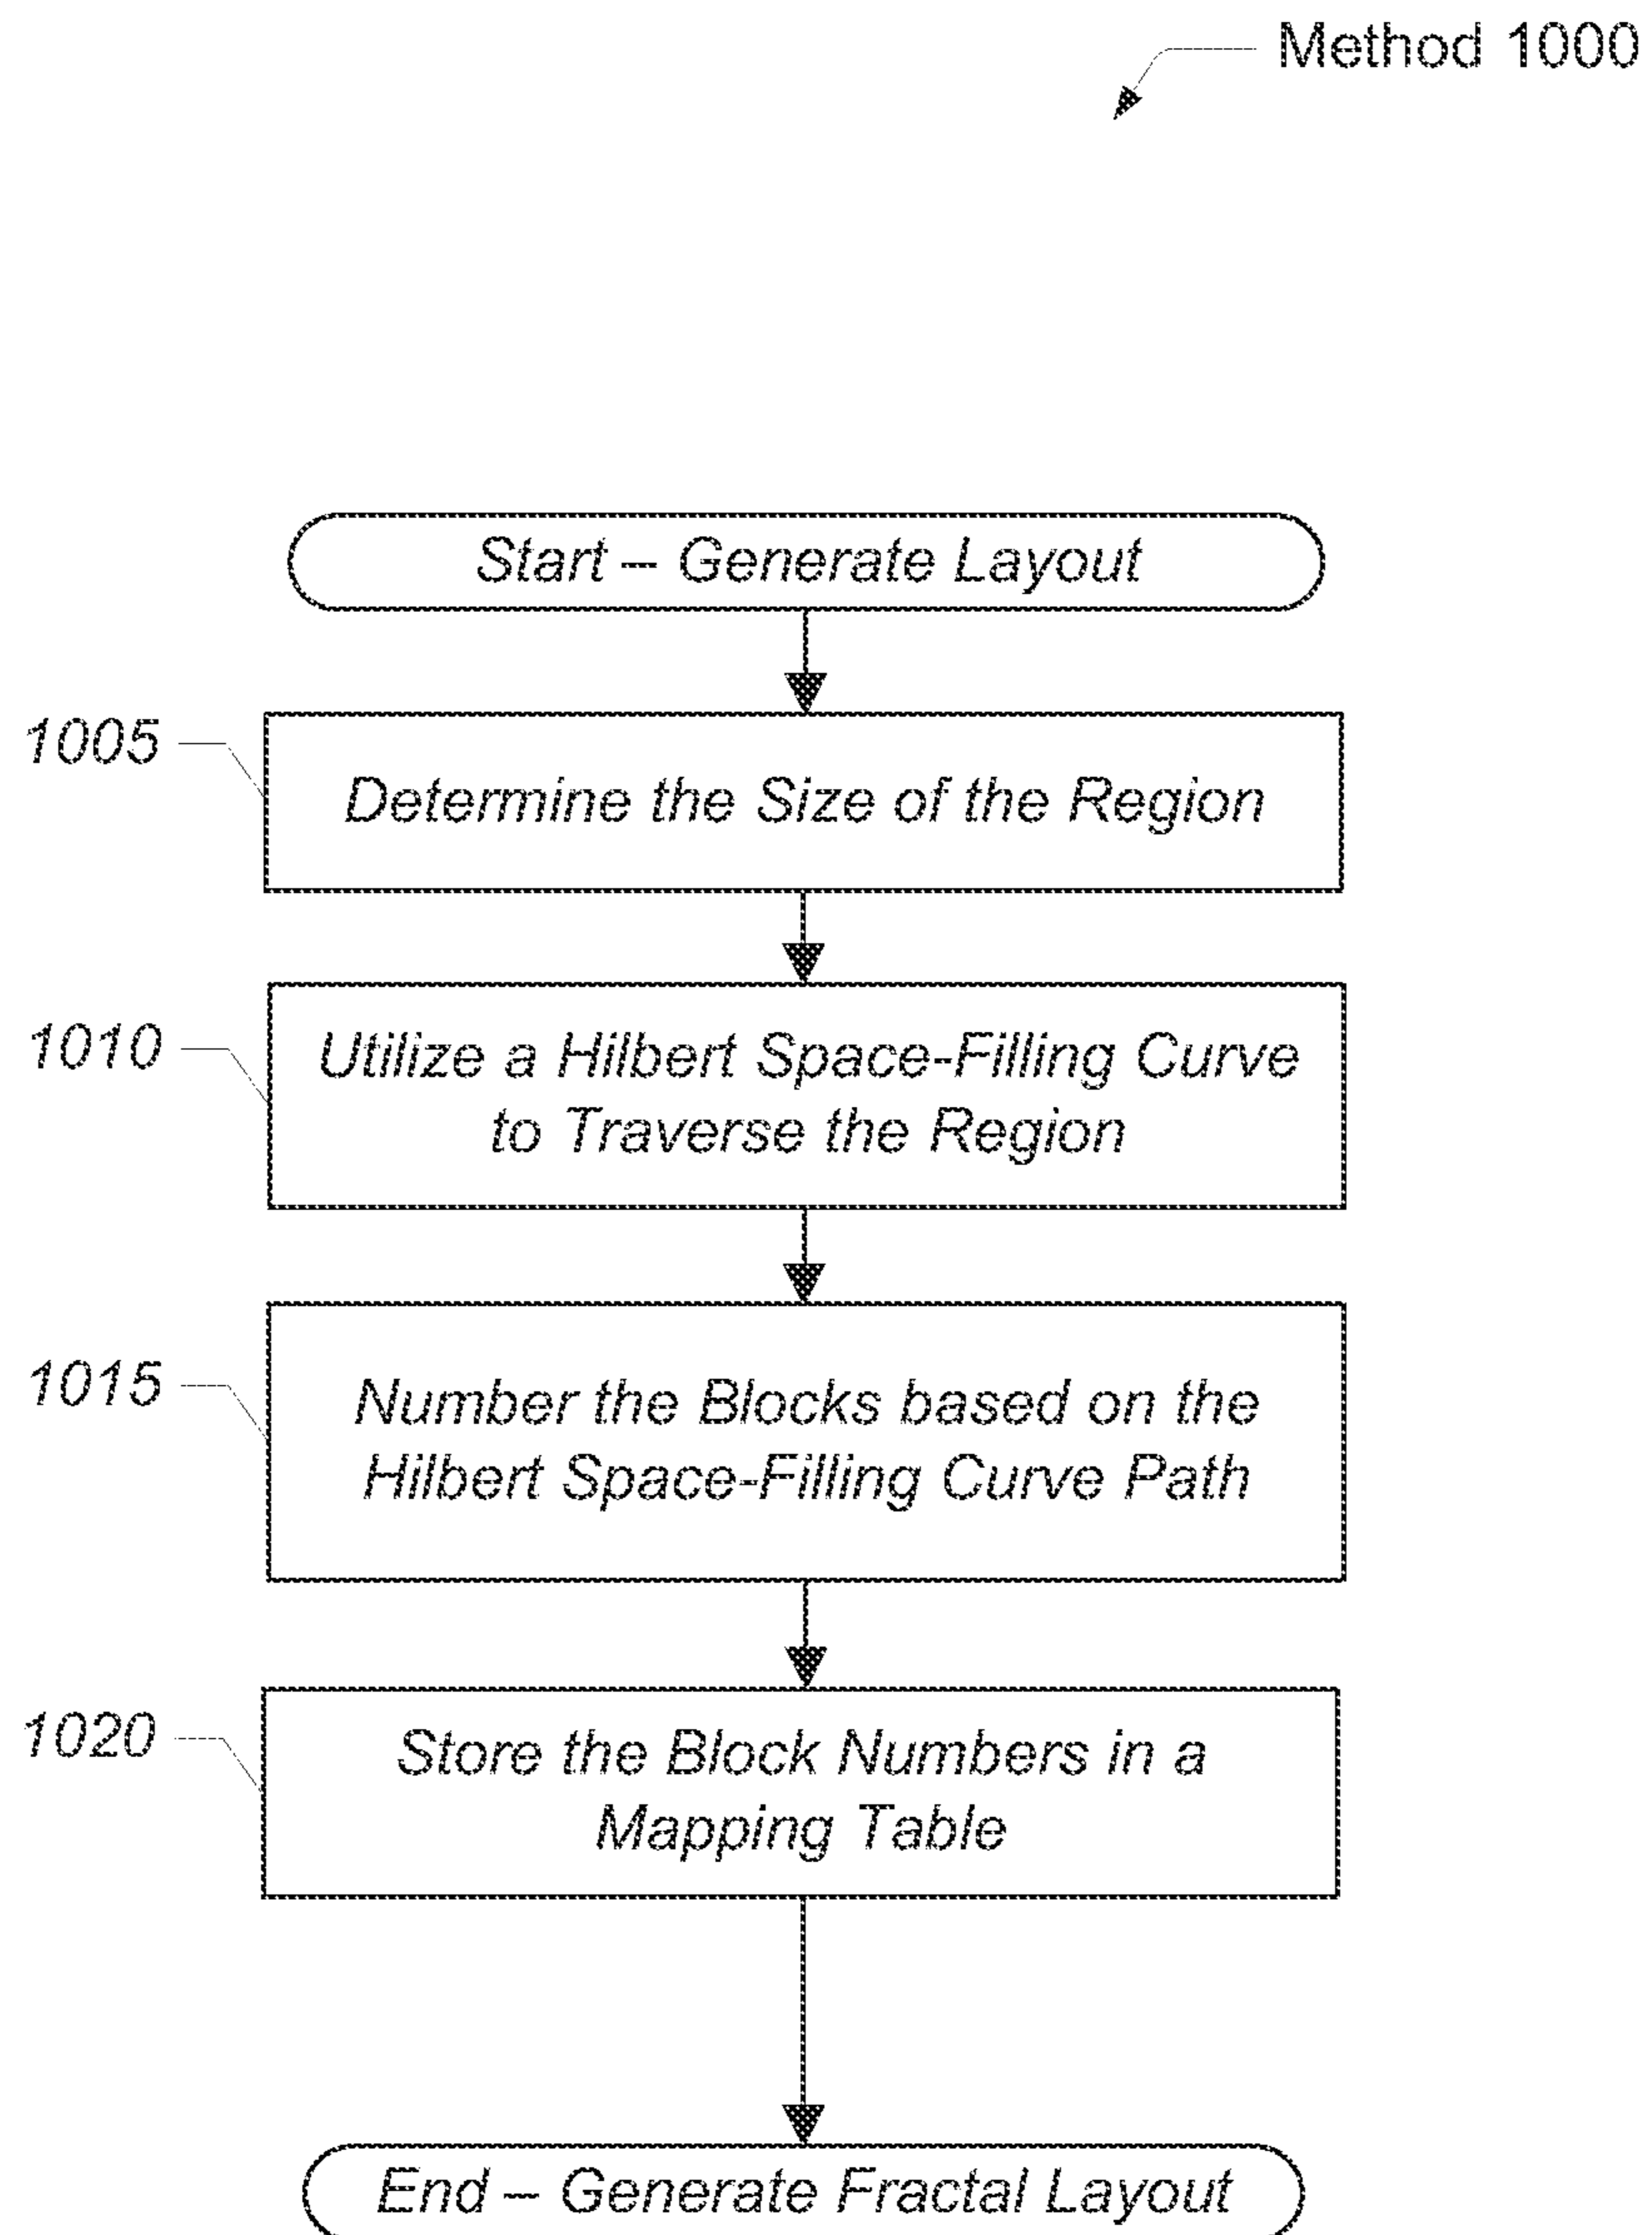 Method 1000
Start – Generate Layout
1005
Determine the Size of the Region
1010
Utilize a Hilbert Space-Filling Curve
to Traverse the Region
1015
Number the Blocks based on the
Hilbert Space-Filling Curve Path
1020
Store the Block Numbers in a
Mapping Table
End – Generate Fractal Layout